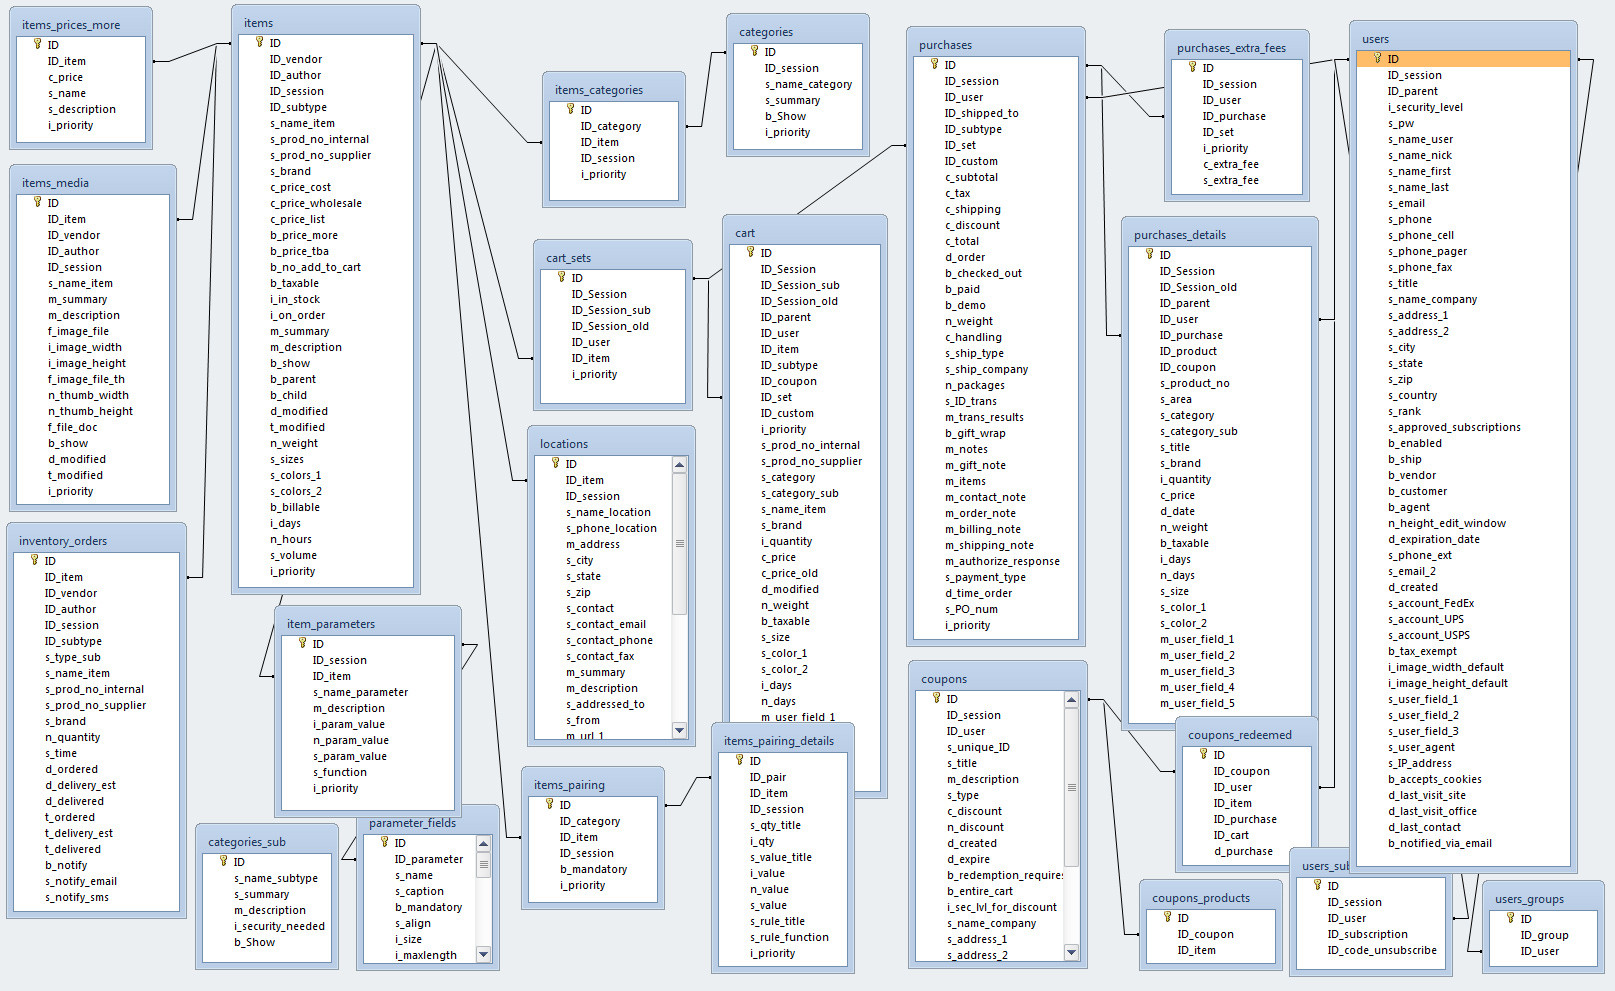 items_prices_more
ID
ID_item
c_price
s_name
s_description
i_priority
items_media
ID
ID_item
ID_vendor
ID_author
ID_session
s_name_item
m_summary
m_description
f_image_file
i_image_width
i_image_height
f_image_file_th
n_thumb_width
n_thumb_height
f_file_doc
b_show
d_modified
t_modified
i_priority
inventory_orders
ID
ID_item
ID_vendor
ID_author
ID_session
ID_subtype
s_type_sub
s_name_item
s_prod_no_internal
s_prod_no_supplier
s_brand
n_quantity
s_time
d_ordered
d_delivery_est
d_delivered
t_ordered
t_delivery_est
t_delivered
b_notify
s_notify_email
s_notify_sms
items
ID
ID_vendor
ID_author
ID_session
ID_subtype
s_name_item
s_prod_no_internal
s_prod_no_supplier
s_brand
c_price_cost
c_price_wholesale
c_price_list
b_price_more
b_price_tba
b_no_add_to_cart
b_taxable
i_in_stock
i_on_order
m_summary
m_description
b_show
b_parent
b_child
d_modified
t_modified
n_weight
s_sizes
s_colors_1
s_colors_2
b_billable
i_days
n_hours
s_volume
i_priority
item_parameters
ID
ID_session
ID_item
s_name_parameter
m_description
i_param_value
n_param_value
s_param_value
s_function
i_priority
categories_sub
ID
s_name_subtype
s_summary
m_description
i_security_needed
b_Show
parameter_fields
ID
ID_parameter
s_name
s_caption
b_mandatory
s_align
i_size
i_maxlength
items_categories
ID
ID_category
ID_item
ID_session
i_priority
cart_sets
ID
ID_Session
ID_Session_sub
ID_Session_old
ID_user
ID_item
i_priority
locations
ID
ID_item
ID_session
s_name_location
s_phone_location
m_address
s_city
s_state
s_zip
s_contact
s_contact_email
s_contact_phone
s_contact_fax
m_summary
m_description
s_addressed_to
s_from
m_url_1
items_pairing
ID
ID_category
ID_item
ID_session
b_mandatory
i_priority
categories
ID
ID_session
s_name_category
s_summary
b_Show
i_priority
cart
ID
ID_Session
ID_Session_sub
ID_Session_old
ID_parent
ID_user
ID_item
ID_subtype
ID_coupon
ID_set
ID_custom
i_priority
s_prod_no_internal
s_prod_no_supplier
s_category
s_category_sub
s_name_item
s_brand
i_quantity
c_price
c_price_old
d_modified
n_weight
b_taxable
s_size
s_color_1
s_color_2
i_days
n_days
m_user_field_1
items_pairing_details
ID
ID_pair
ID_item
ID_session
s_qty_title
i_qty
s_value_title
i_value
n_value
s_value
s_rule_title
s_rule_function
i_priority
purchases
ID
ID_session
ID_user
ID_shipped_to
ID_subtype
ID_set
ID_custom
c_subtotal
c_tax
c_shipping
c_discount
c_total
d_order
b_checked_out
b_paid
b_demo
n_weight
c_handling
s_ship_type
s_ship_company
n_packages
s_ID_trans
m_trans_results
b_gift_wrap
m_notes
m_gift_note
m_items
m_contact_note
m_order_note
m_billing_note
m_shipping_note
m_authorize_response
s_payment_type
d_time_order
s_PO_num
i_priority
coupons
ID
ID_session
ID_user
s_unique_ID
s_title
m_description
s_type
c_discount
n_discount
d_created
d_expire
b_redemption_requires
b_entire_cart
i_sec_lvl_for_discount
s_name_company
s_address_1
s_address_2
purchases_extra_fees
ID
ID_session
ID_user
ID_purchase
ID_set
i_priority
c_extra_fee
s_extra_fee
purchases_details
ID
ID_Session
ID_Session_old
ID_parent
ID_user
ID_purchase
ID_product
ID_coupon
s_product_no
s_area
s_category
s_category_sub
s_title
s_brand
i_quantity
c_price
d_date
n_weight
b_taxable
i_days
n_days
s_size
s_color_1
s_color_2
m_user_field_1
m_user_field_2
m_user_field_3
m_user_field_4
m_user_field_5
coupons_redeemed
ID
ID_coupon
ID_user
ID_item
ID_purchase
ID_cart
d_purchase
coupons_products
ID
ID_coupon
ID_item
users
ID
ID_session
ID_parent
i_security_level
s_pw
s_name_user
s_name_nick
s_name_first
s_name_last
s_email
s_phone
s_phone_cell
s_phone_pager
s_phone_fax
s_title
s_name_company
s_address_1
s_address_2
s_city
s_state
s_zip
s_country
s_rank
s_approved_subscriptions
b_enabled
b_ship
b_vendor
b_customer
b_agent
n_height_edit_window
d_expiration_date
s_phone_ext
s_email_2
d_created
s_account_FedEx
s_account_UPS
s_account_USPS
b_tax_exempt
i_image_width_default
i_image_height_default
s_user_field_1
s_user_field_2
s_user_field_3
s_user_agent
s_IP_address
b_accepts_cookies
d_last_visit_site
d_last_visit_office
d_last_contact
b_notified_via_email
users_sub
ID
ID_session
ID_user
ID_subscription
ID_code_unsubscribe
users_groups
ID
ID_group
ID_user